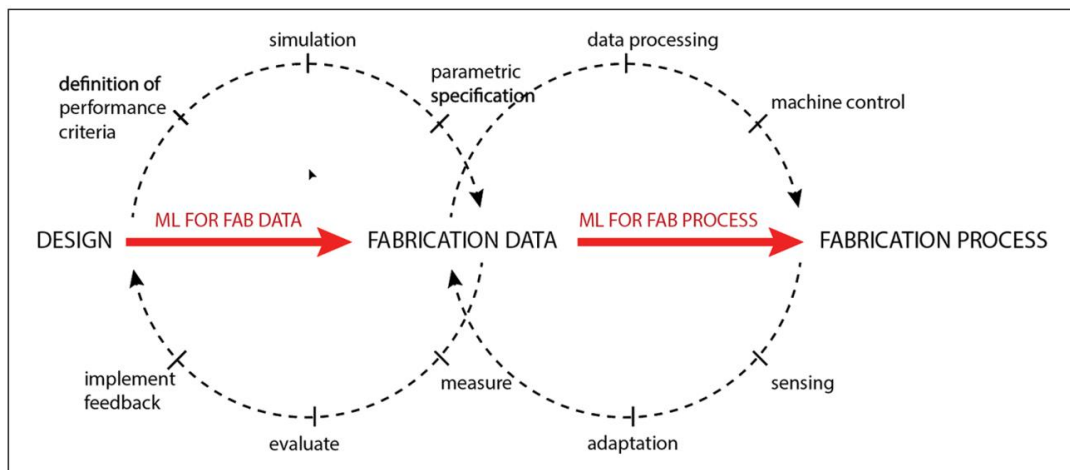 simulation
data processing
definition of
performance
criteria
parametric
specification
machine control
ML FOR FAB DATA
ML FOR FAB PROCESS
DESIGN
FABRICATION DATA
FABRICATION PROCESS
implement
feedback
measure
sensing
evaluate
adaptation